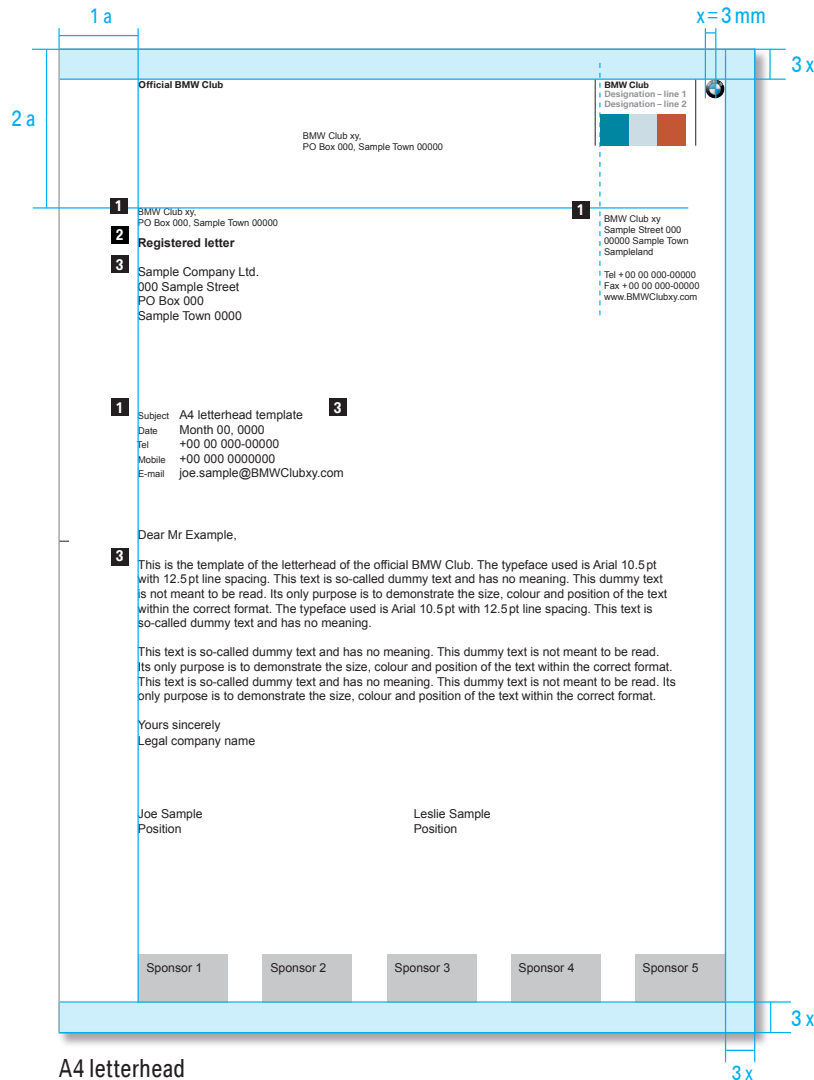 1 a
x = 3 mm
3 x
2 a
Official BMW Club
BMW Club
Designation – line 1
Designation – line 2
BMW Club xy,
PO Box 000, Sample Town 00000
1
BMW Club xy,
PO Box 000, Sample Town 00000
2
Registered letter
3
Sample Company Ltd.
000 Sample Street
PO Box 000
Sample Town 0000
1
BMW Club xy
Sample Street 000
00000 Sample Town
Sampleland
Tel +00 00 000-00000
Fax +00 00 000-00000
www.BMWClubxy.com
1
Subject A4 letterhead template
3
Date Month 00, 0000
Tel +00 00 000-00000
Mobile +00 000 0000000
E-mail joe.sample@BMWClubxy.com
Dear Mr Example,
3
This is the template of the letterhead of the official BMW Club. The typeface used is Arial 10.5 pt
with 12.5 pt line spacing. This text is so-called dummy text and has no meaning. This dummy text
is not meant to be read. Its only purpose is to demonstrate the size, colour and position of the text
within the correct format. The typeface used is Arial 10.5 pt with 12.5 pt line spacing. This text is
so-called dummy text and has no meaning.
This text is so-called dummy text and has no meaning. This dummy text is not meant to be read.
Its only purpose is to demonstrate the size, colour and position of the text within the correct format.
This text is so-called dummy text and has no meaning. This dummy text is not meant to be read. Its
only purpose is to demonstrate the size, colour and position of the text within the correct format.
Yours sincerely
Legal company name
Joe Sample
Position
Leslie Sample
Position
Sponsor 1
Sponsor 2
Sponsor 3
Sponsor 4
Sponsor 5
3 x
3 x
A4 letterhead